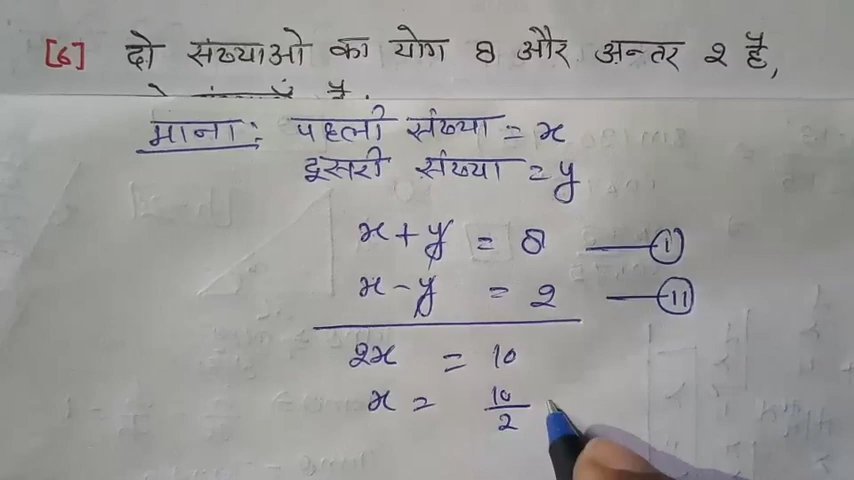 [6] दो संख्याओ का योग 8 और अन्तर 2 है,
माना: पहली संख्या = x
दूसरी संख्या = y
x + y = 8 —— (I)
x - y = 2 —— (II)
2x = 10
x = 10/2